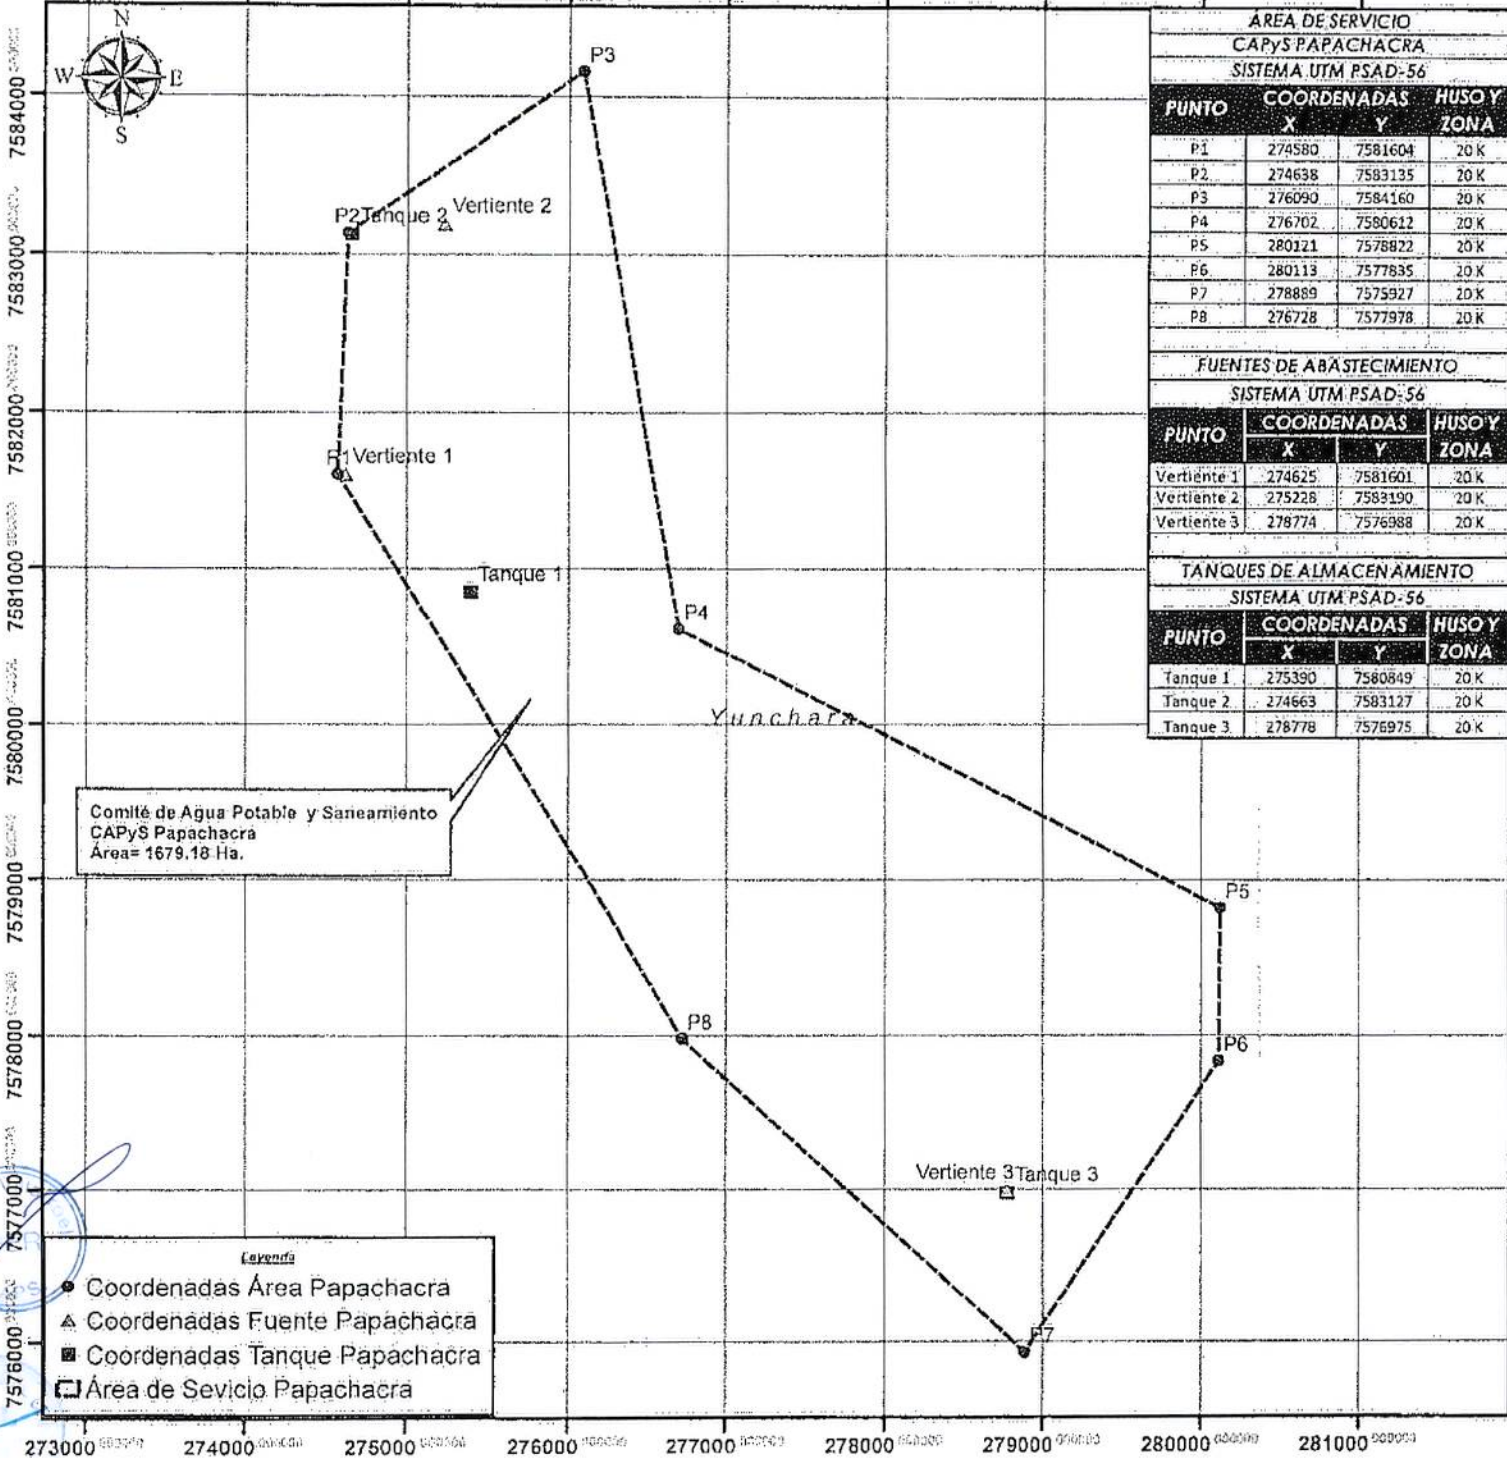 N
W E
S
P3
P2 Tanque 2
Vertiente 2
P1 Vertiente 1
Tanque 1
P4
Yunchara
Comité de Agua Potable y Saneamiento
CAPyS Papachacra
Área= 1679.18 Ha.
P5
P8
P6
Vertiente 3 Tanque 3
P7
Leyenda
Coordenadas Área Papachacra
Coordenadas Fuente Papachacra
Coordenadas Tanque Papachacra
Área de Sevicio Papachacra
7584000
7583000
7582000
7581000
7580000
7579000
7578000
7577000
7576000
273000 274000 275000 276000 277000 278000 279000 280000 281000
ÁREA DE SERVICIO
CAPyS PAPACHACRA
SISTEMA UTM PSAD-56
PUNTO COORDENADAS HUSO Y ZONA
X Y
P1 274580 7581604 20 K
P2 274638 7583135 20 K
P3 276090 7584160 20 K
P4 276702 7580612 20 K
P5 280121 7578822 20 K
P6 280113 7577835 20 K
P7 278889 7575927 20 K
P8 276728 7577978 20 K
FUENTES DE ABASTECIMIENTO
SISTEMA UTM PSAD-56
PUNTO COORDENADAS HUSO Y ZONA
X Y
Vertiente 1 274625 7581601 20 K
Vertiente 2 275228 7583190 20 K
Vertiente 3 278774 7576988 20 K
TANQUES DE ALMACENAMIENTO
SISTEMA UTM PSAD-56
PUNTO COORDENADAS HUSO Y ZONA
X Y
Tanque 1 275390 7580849 20 K
Tanque 2 274663 7583127 20 K
Tanque 3 278778 7576975 20 K